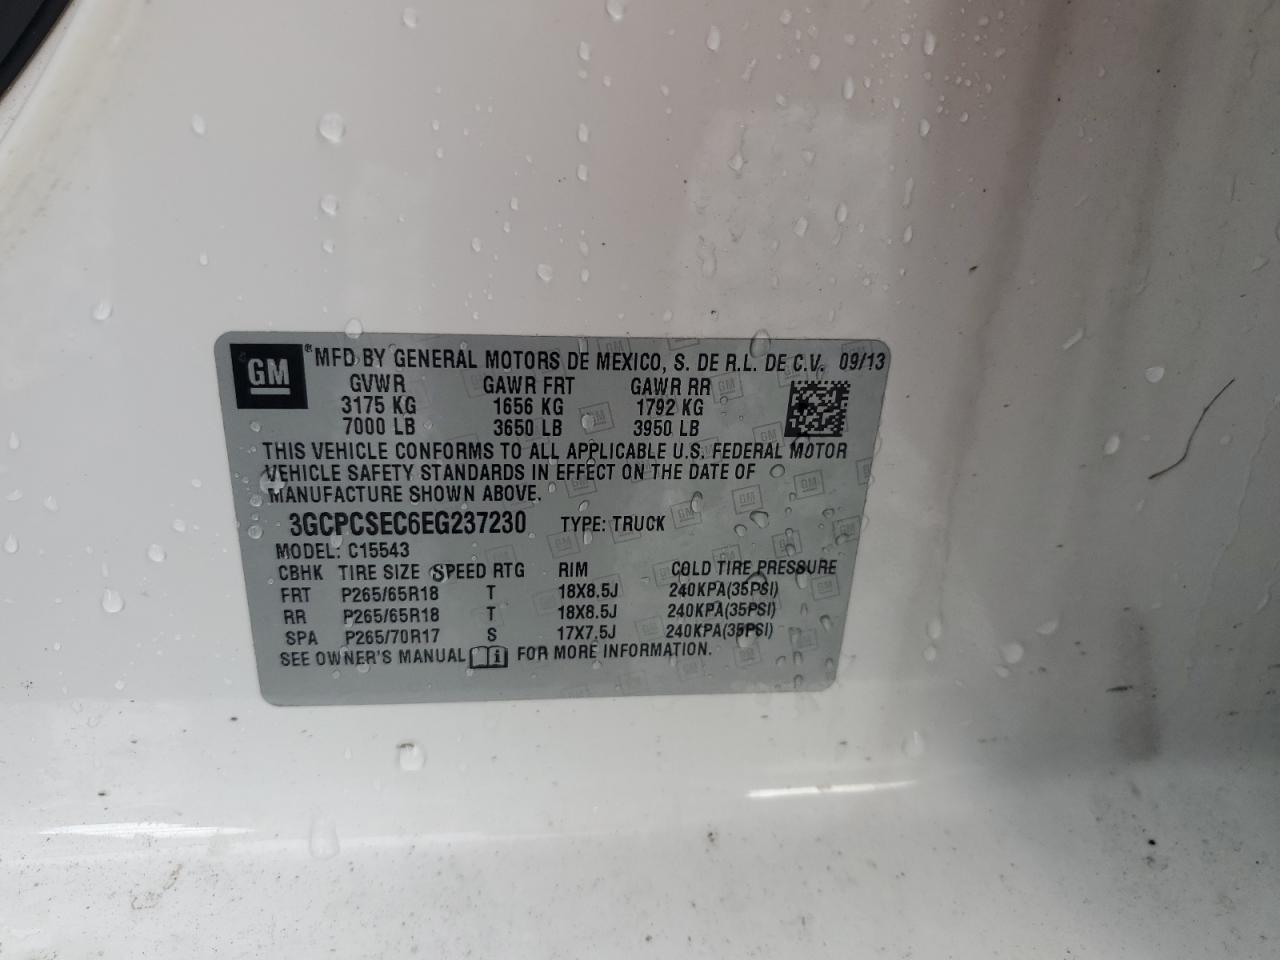 GM ® MFD BY GENERAL MOTORS DE MEXICO, S. DE R.L. DE C.V. 09/13
GVWR GAWR FRT GAWR RR
3175 KG 1656 KG 1792 KG
7000 LB 3650 LB 3950 LB
THIS VEHICLE CONFORMS TO ALL APPLICABLE U.S. FEDERAL MOTOR
VEHICLE SAFETY STANDARDS IN EFFECT ON THE DATE OF
MANUFACTURE SHOWN ABOVE.
3GCPCSEC6EG237230 TYPE: TRUCK
MODEL: C15543
CBHK TIRE SIZE SPEED RTG RIM COLD TIRE PRESSURE
FRT P265/65R18 T 18X8.5J 240KPA(35PSI)
RR P265/65R18 T 18X8.5J 240KPA(35PSI)
SPA P265/70R17 S 17X7.5J 240KPA(35PSI)
SEE OWNER'S MANUAL i FOR MORE INFORMATION.